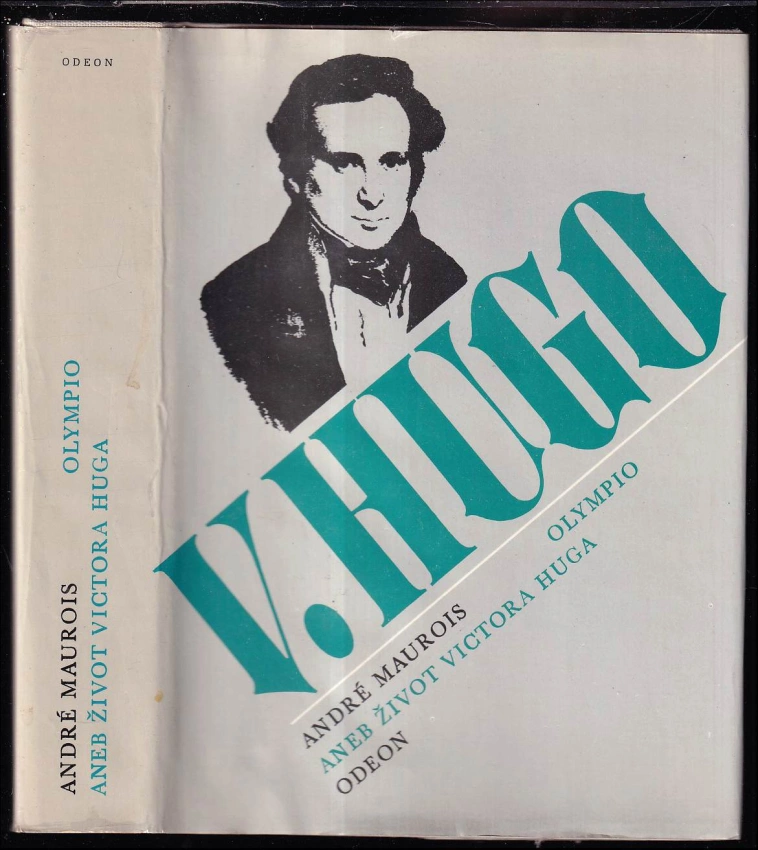 ODEON
ANDRÉ MAUROIS
OLYMPIO
ANEB ŽIVOT VICTORA HUGA
V. HUGO
OLYMPIO
ANDRÉ MAUROIS
ANEB ŽIVOT VICTORA HUGA
ODEON